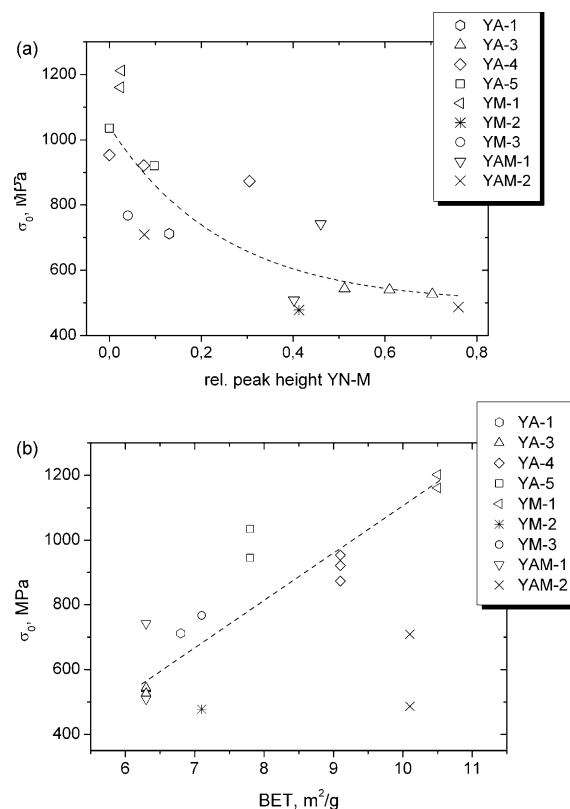 (a)
YA-1
YA-3
YA-4
YA-5
YM-1
YM-2
YM-3
YAM-1
YAM-2
1200
1000
800
600
400
σ0, MPa
0,0 0,2 0,4 0,6 0,8
rel. peak height YN-M
(b)
YA-1
YA-3
YA-4
YA-5
YM-1
YM-2
YM-3
YAM-1
YAM-2
1200
1000
800
600
400
σ0, MPa
6 7 8 9 10 11
BET, m²/g